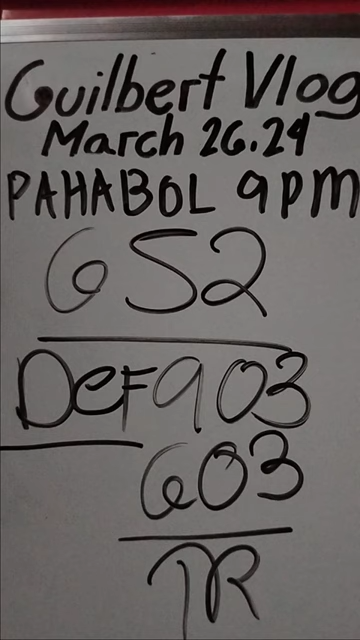 Guilbert Vlog
March 26.24
PAHABOL 9pm
652
DeF903
603
TR